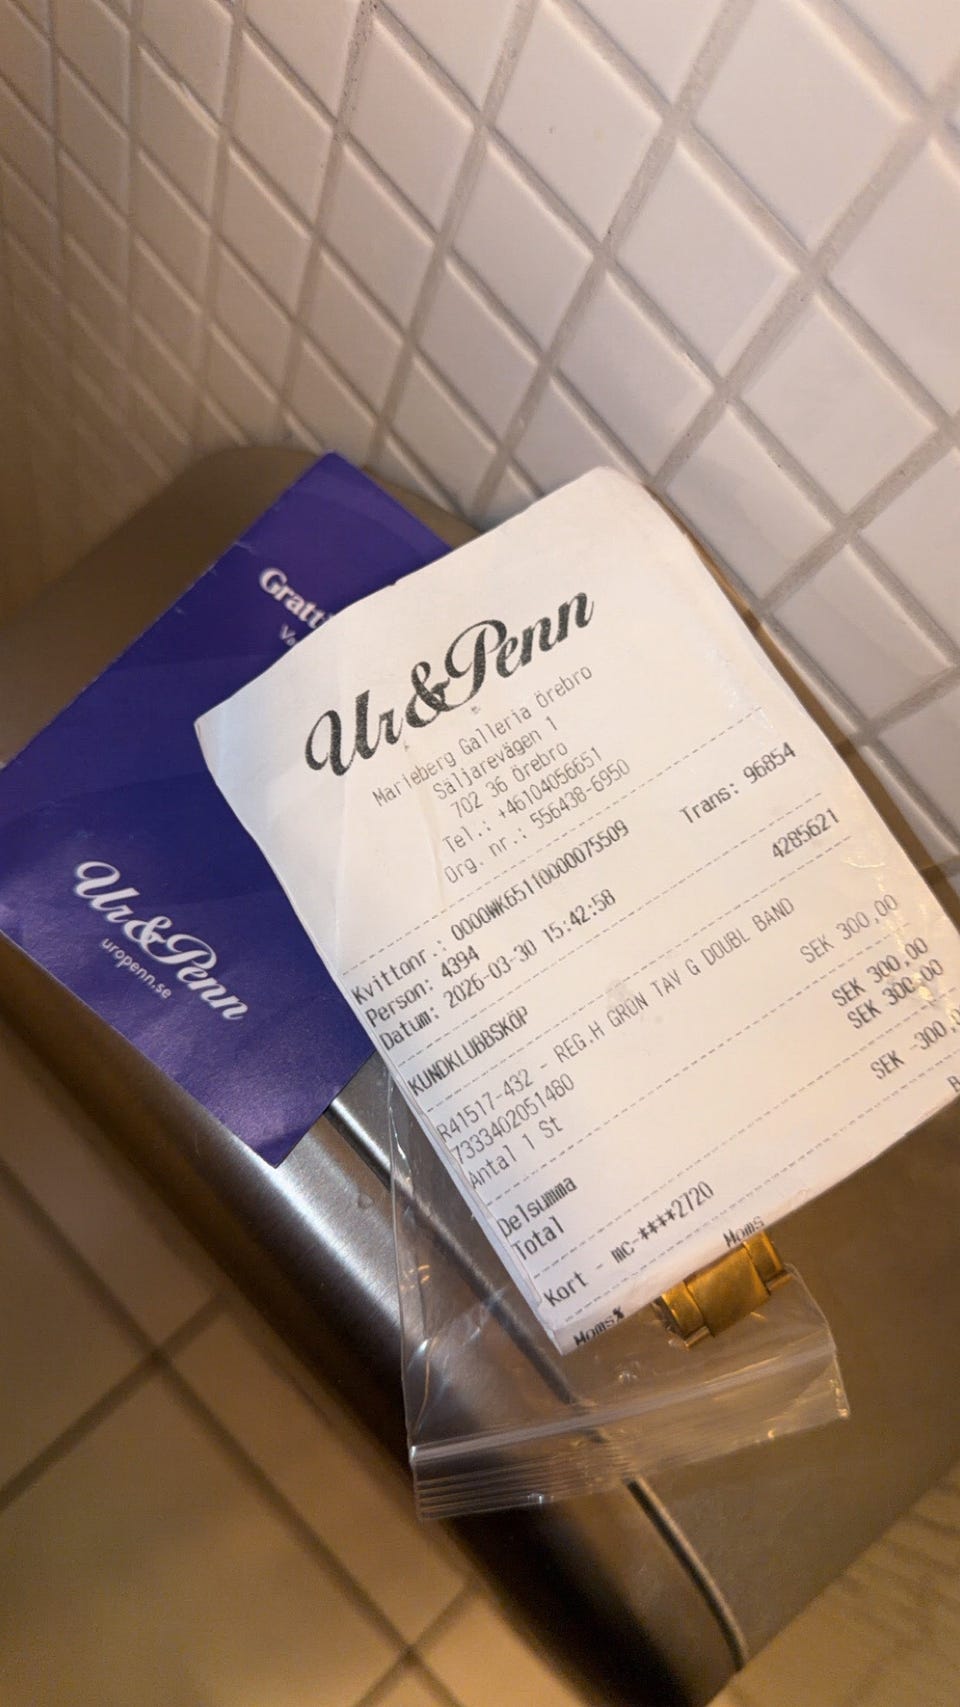 Gratti
Ur&Penn
uropenn.se
Ur&Penn
Marieberg Galleria Örebro
Säljarevägen 1
702 36 Örebro
Tel.: +46104056651
Org. nr.: 556438-6950
Kvittonr.: 0000WK65110000075509
Person: 4394 Trans: 96854
Datum: 2026-03-30 15:42:58
KUNDKLUBBSKÖP 4285621
R41517-432 - REG.H GRÖN TAV G DOUBL BAND
7333402051480
Antal 1 St SEK 300,00
Delsumma SEK 300,00
Total SEK 300,00
Kort - MC-****2720 SEK -300,0
Moms% Moms B